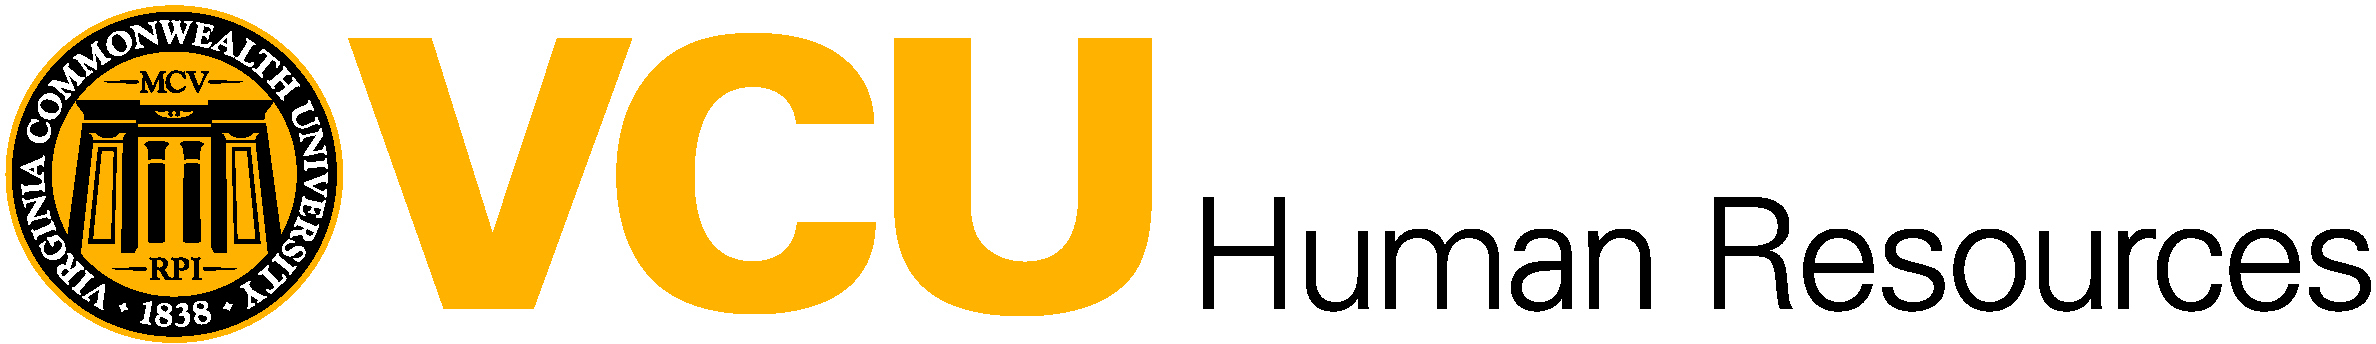 VIRGINIA COMMONWEALTH UNIVERSITY
MCV
RPI
· 1838 ·
VCU Human Resources